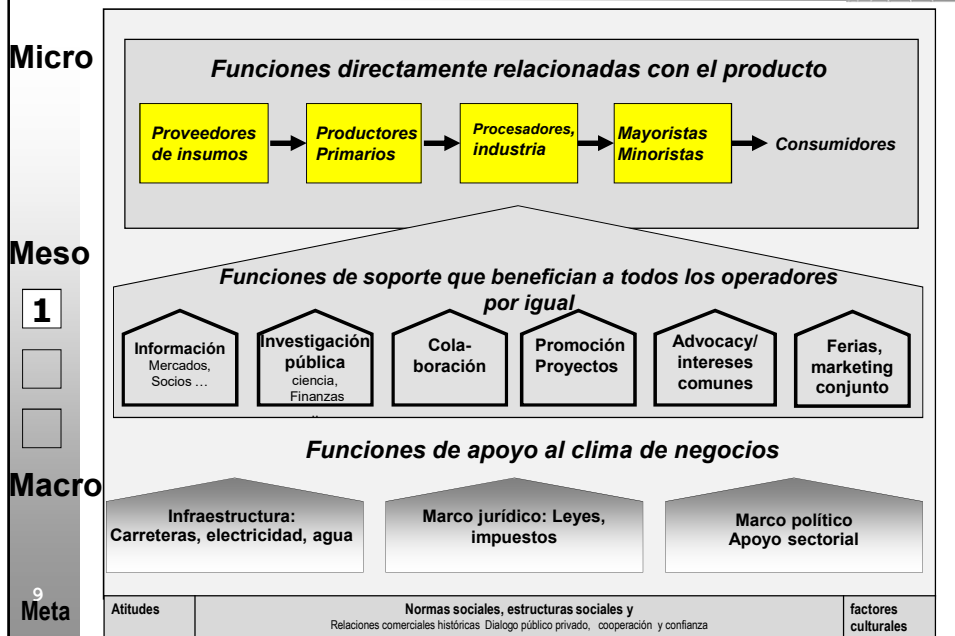 Micro
Funciones directamente relacionadas con el producto
Proveedores
de insumos
Productores
Primarios
Procesadores,
industria
Mayoristas
Minoristas
Consumidores
Meso
1
Funciones de soporte que benefician a todos los operadores
por igual
Información
Mercados,
Socios …
Investigación
pública
ciencia,
Finanzas
..
Cola-
boración
Promoción
Proyectos
Advocacy/
intereses
comunes
Ferias,
marketing
conjunto
Funciones de apoyo al clima de negocios
Macro
Infraestructura:
Carreteras, electricidad, agua
Marco jurídico: Leyes,
impuestos
Marco político
Apoyo sectorial
9
Meta
Atitudes
Normas sociales, estructuras sociales y
Relaciones comerciales históricas Dialogo público privado, cooperación y confianza
factores
culturales